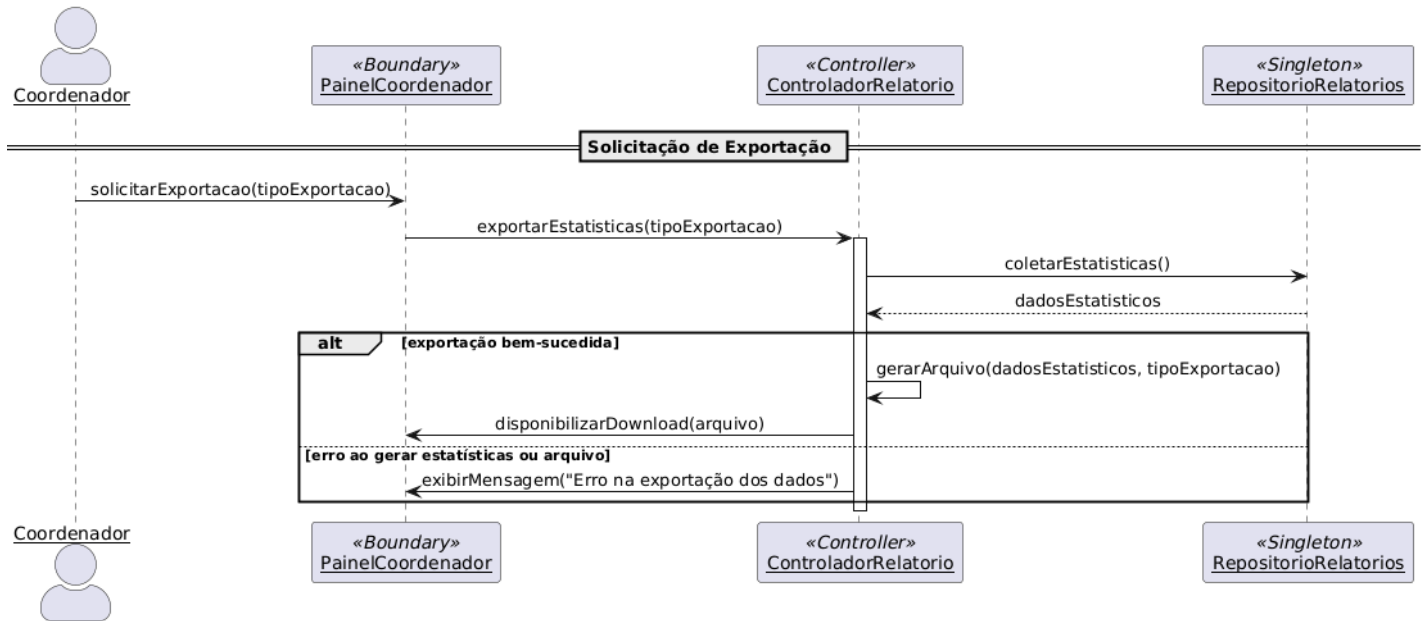 Coordenador
«Boundary»
PainelCoordenador
«Controller»
ControladorRelatorio
«Singleton»
RepositorioRelatorios
Solicitação de Exportação
solicitarExportacao(tipoExportacao)
exportarEstatisticas(tipoExportacao)
coletarEstatisticas()
dadosEstatisticos
alt [exportação bem-sucedida]
gerarArquivo(dadosEstatisticos, tipoExportacao)
disponibilizarDownload(arquivo)
[erro ao gerar estatísticas ou arquivo]
exibirMensagem("Erro na exportação dos dados")
Coordenador
«Boundary»
PainelCoordenador
«Controller»
ControladorRelatorio
«Singleton»
RepositorioRelatorios